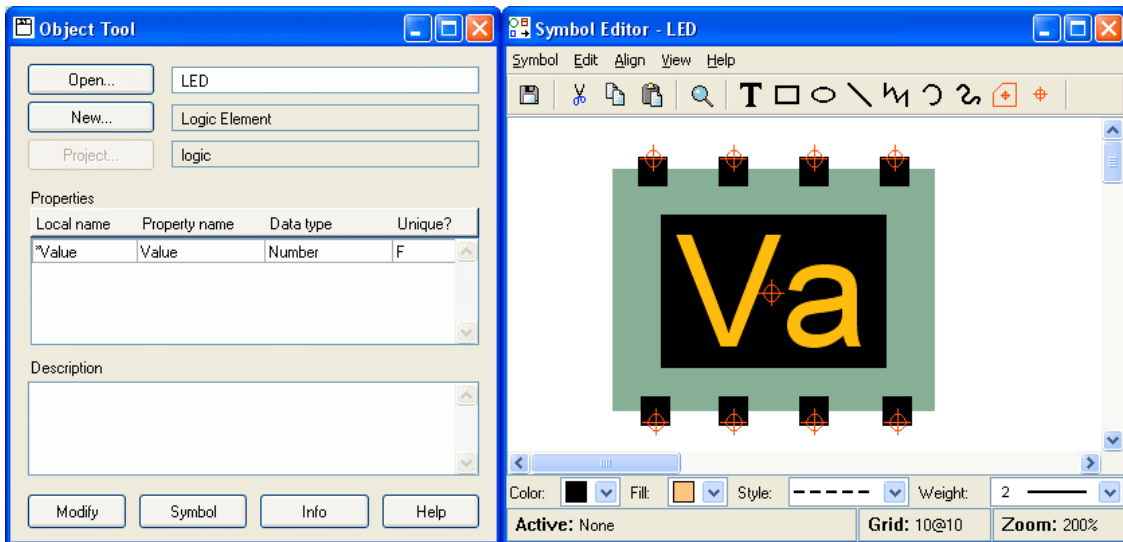 Object Tool
Open... LED
New... Logic Element
Project... logic
Properties
Local name Property name Data type Unique?
*Value Value Number F
Description
Modify Symbol Info Help
Symbol Editor - LED
Symbol Edit Align View Help
T
Va
Color: Fill: Style: Weight: 2
Active: None Grid: 10@10 Zoom: 200%